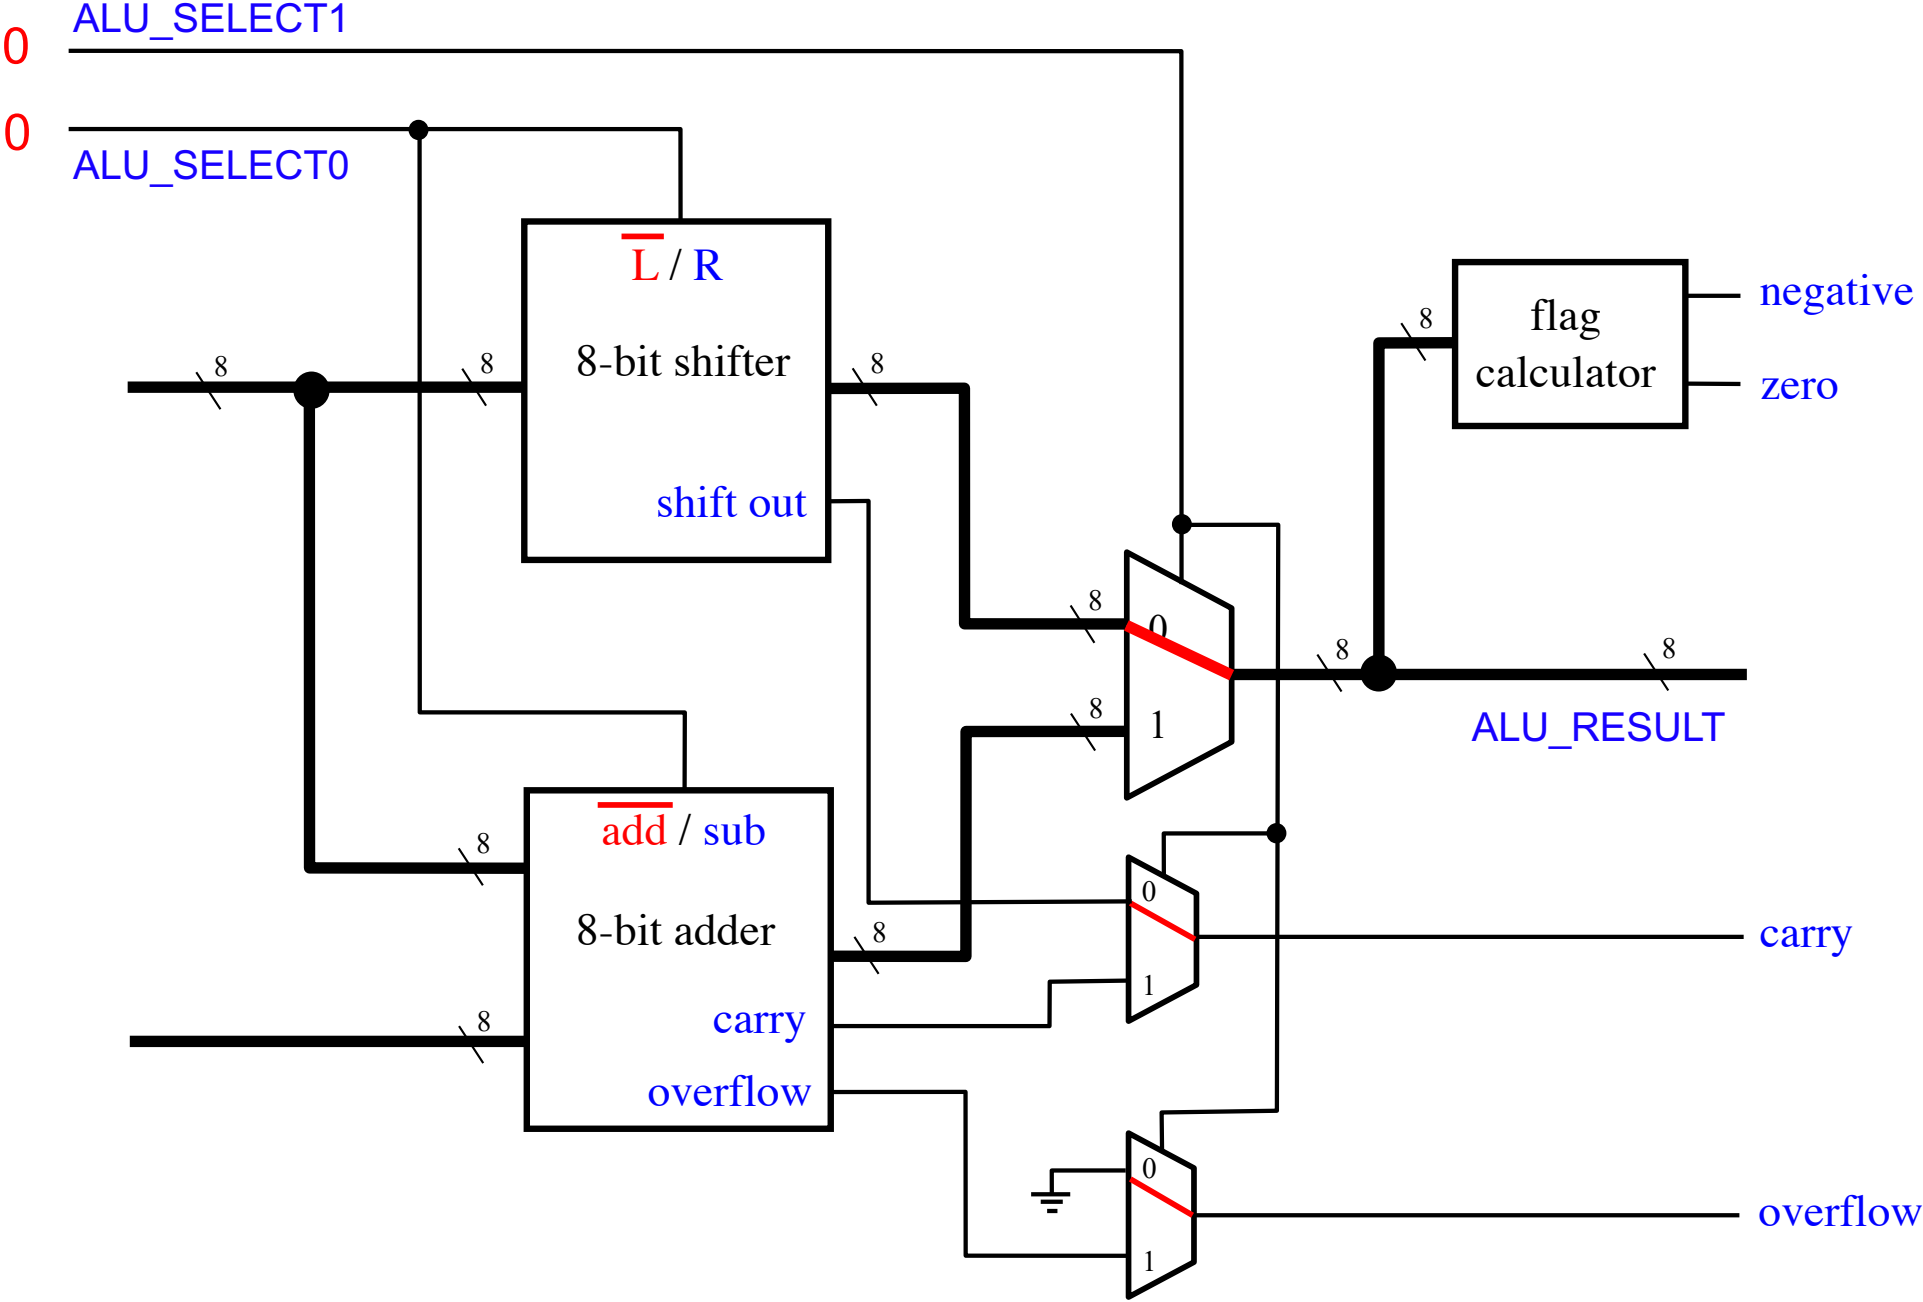 ALU_SELECT1
0
0
ALU_SELECT0
L / R
8-bit shifter
shift out
8
8
8
flag
calculator
8
negative
zero
8
0
8
1
8
8
ALU_RESULT
add / sub
8-bit adder
carry
overflow
8
8
8
0
1
carry
0
1
overflow